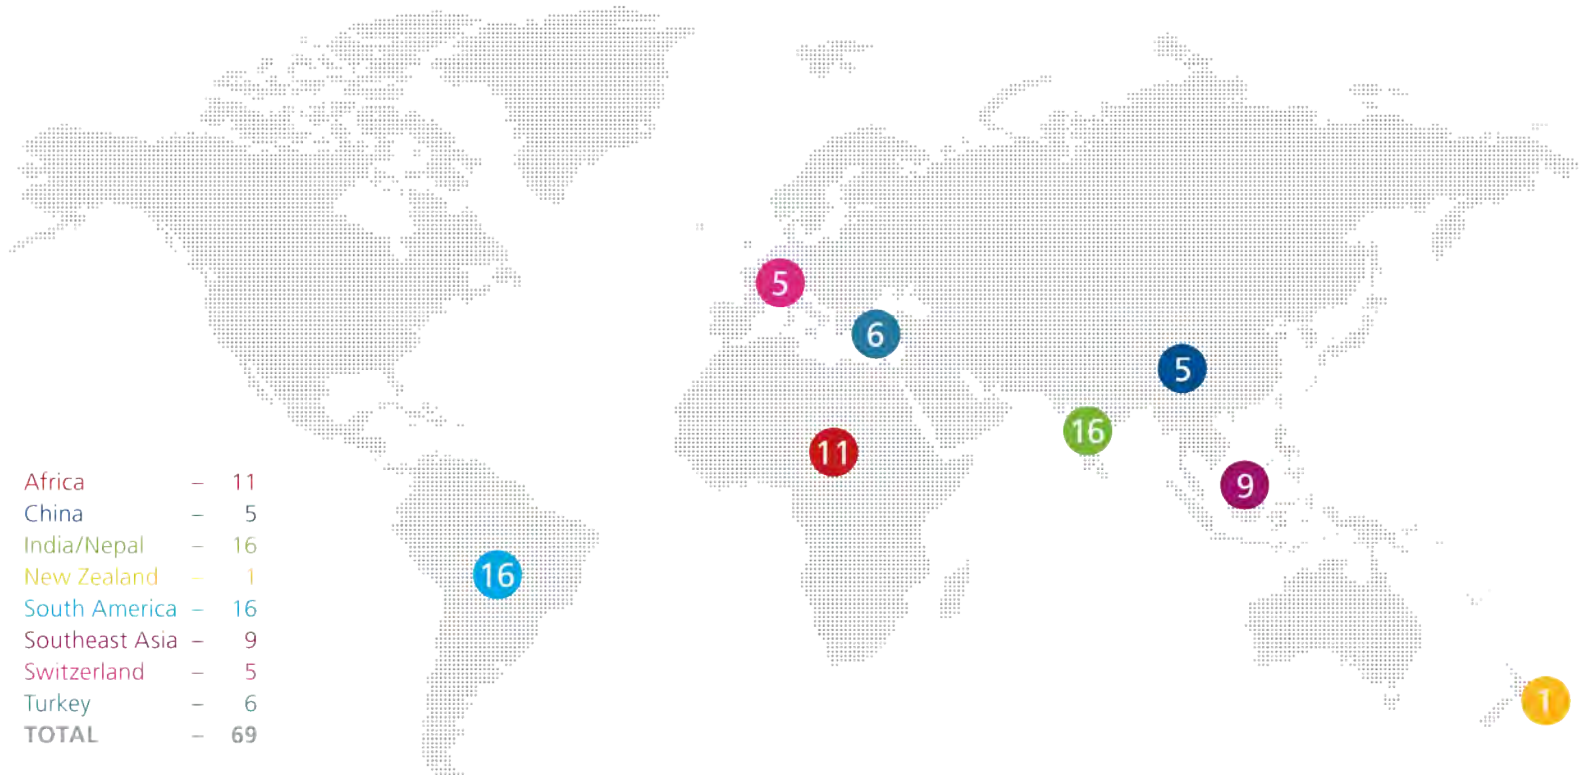 5
6
5
16
11
9
16
1
Africa – 11
China – 5
India/Nepal – 16
New Zealand – 1
South America – 16
Southeast Asia – 9
Switzerland – 5
Turkey – 6
TOTAL – 69